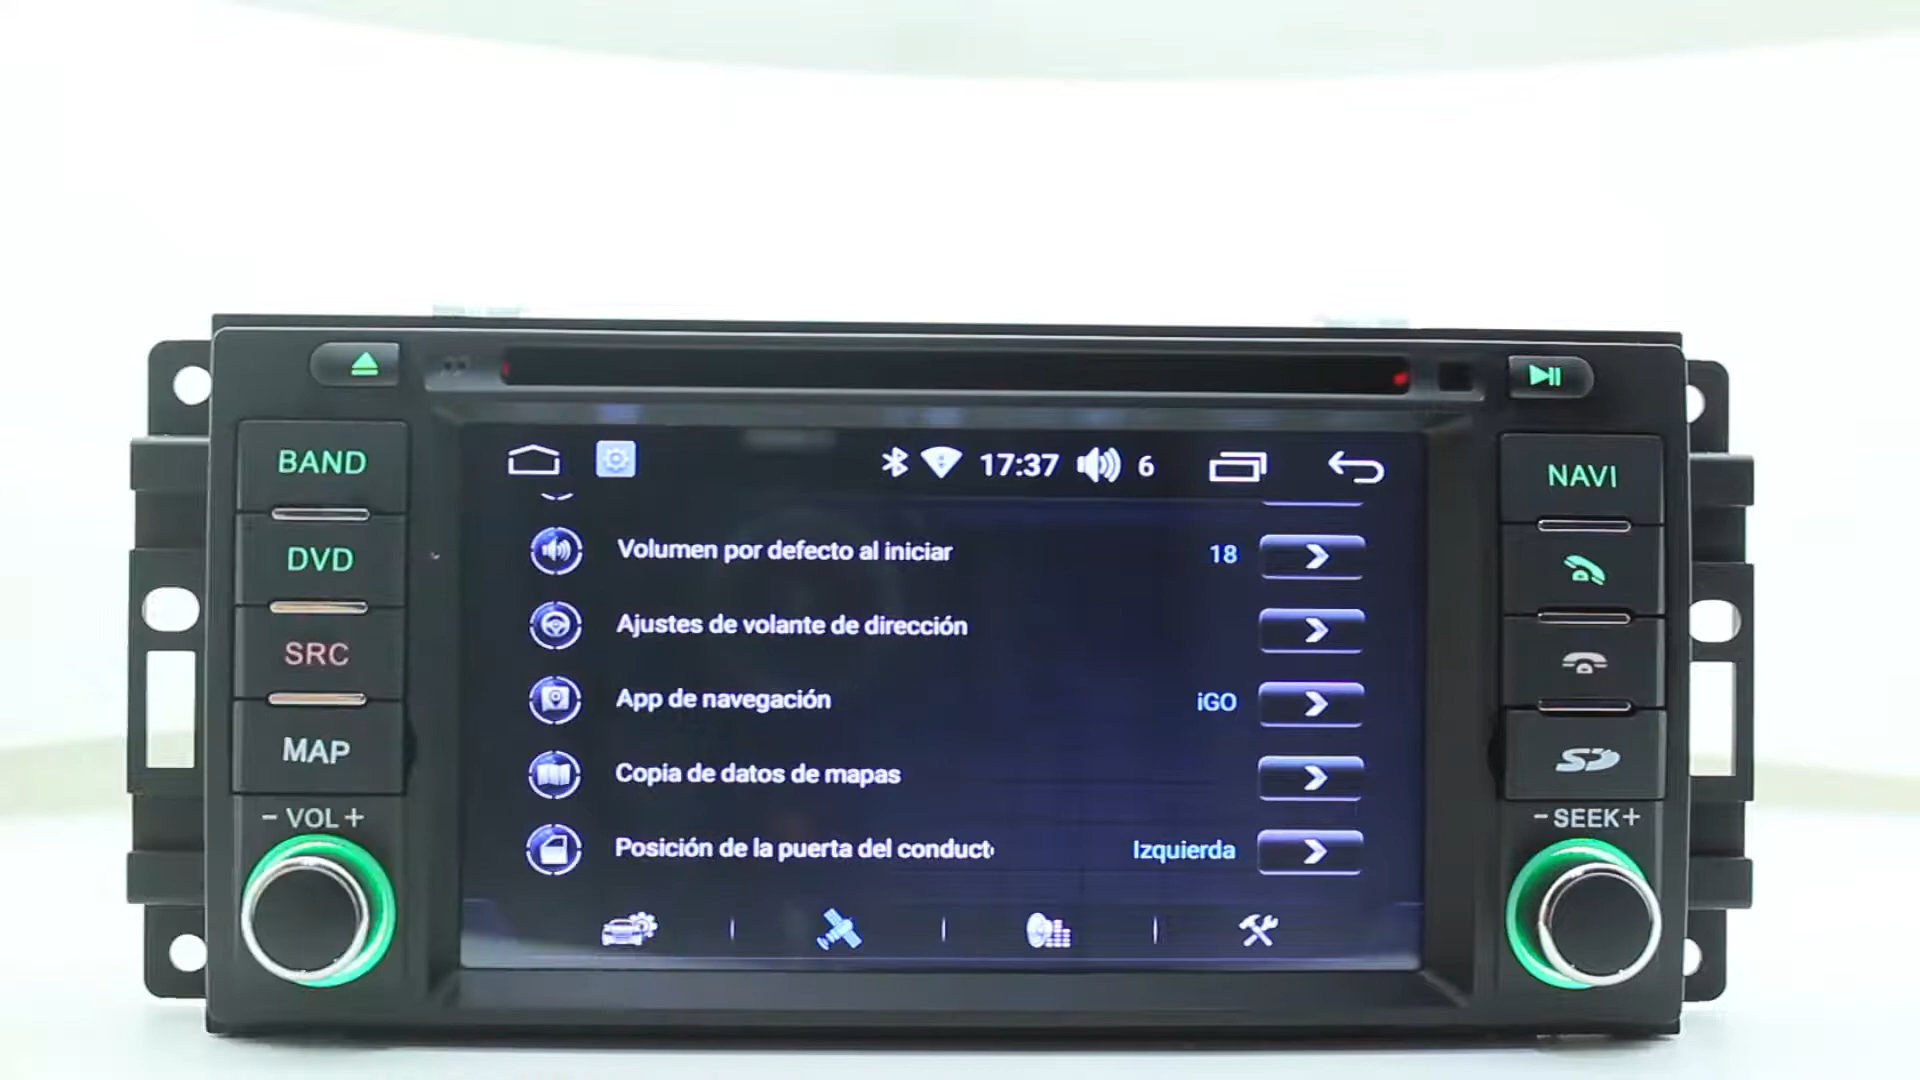 BAND
DVD
SRC
MAP
- VOL +
17:37 6
Volumen por defecto al iniciar 18
Ajustes de volante de dirección
App de navegación iGO
Copia de datos de mapas
Posición de la puerta del conduct Izquierda
NAVI
SD
- SEEK +